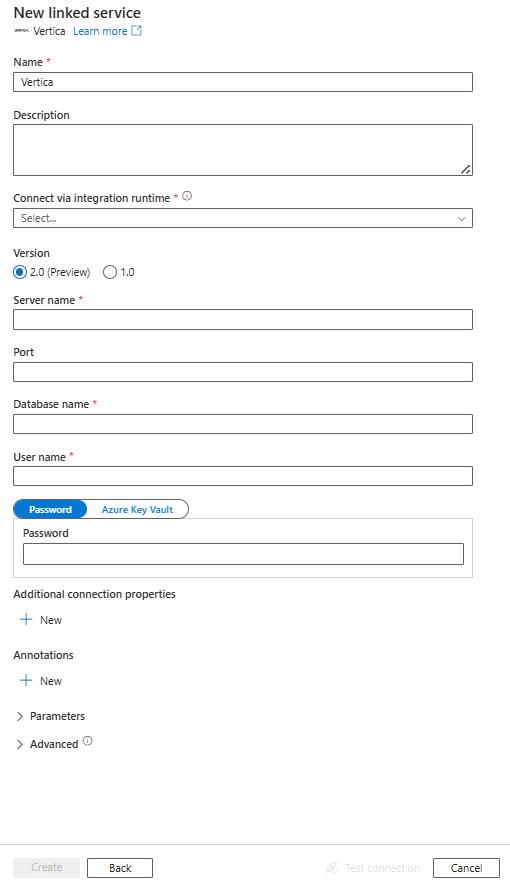 New linked service
VERTICA Vertica Learn more
Name *
Vertica
Description
Connect via integration runtime *
Select...
Version
2.0 (Preview) 1.0
Server name *
Port
Database name *
User name *
Password Azure Key Vault
Password
Additional connection properties
New
Annotations
New
Parameters
Advanced
Create Back Test connection Cancel